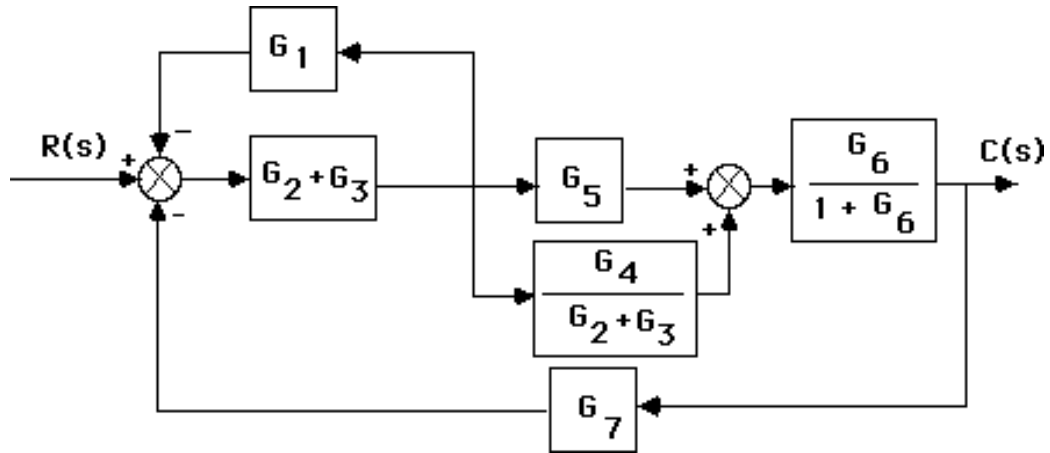 G1
−
R(s)
+
G2+G3
−
G5
+
+
G4
G2+G3
G6
1 + G6
C(s)
G7